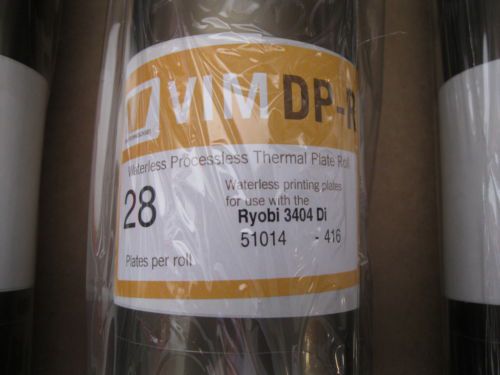 VIM DP-R
Waterless Processless Thermal Plate Roll
28
Plates per roll
Waterless printing plates
for use with the
Ryobi 3404 Di
51014 - 416